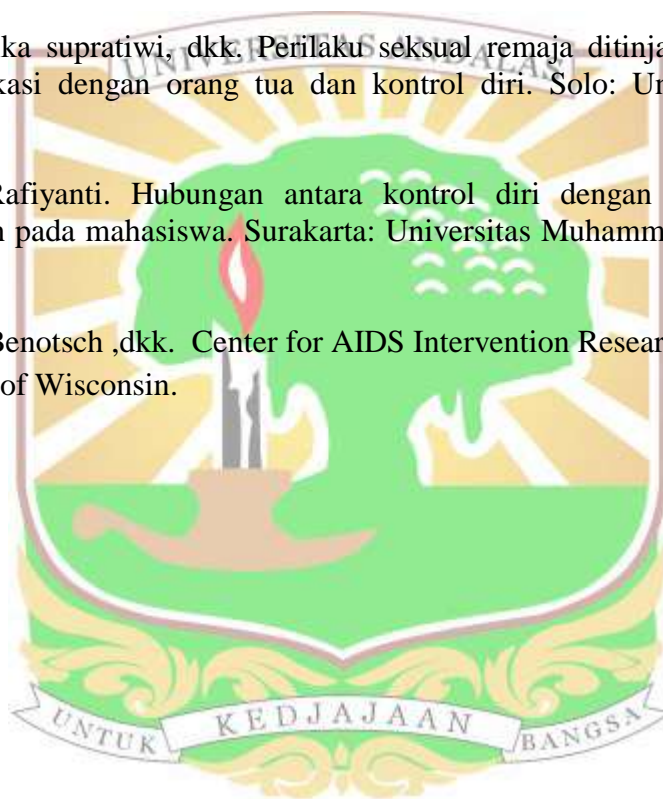 ka supratiwi, dkk. Perilaku seksual remaja ditinja
UNIVERSITAS ANDALAS
kasi dengan orang tua dan kontrol diri. Solo: Un
Rafiyanti. Hubungan antara kontrol diri dengan
n pada mahasiswa. Surakarta: Universitas Muhamm
Benotsch ,dkk. Center for AIDS Intervention Resear
of Wisconsin.
UNTUK KEDJAJAAN BANGSA